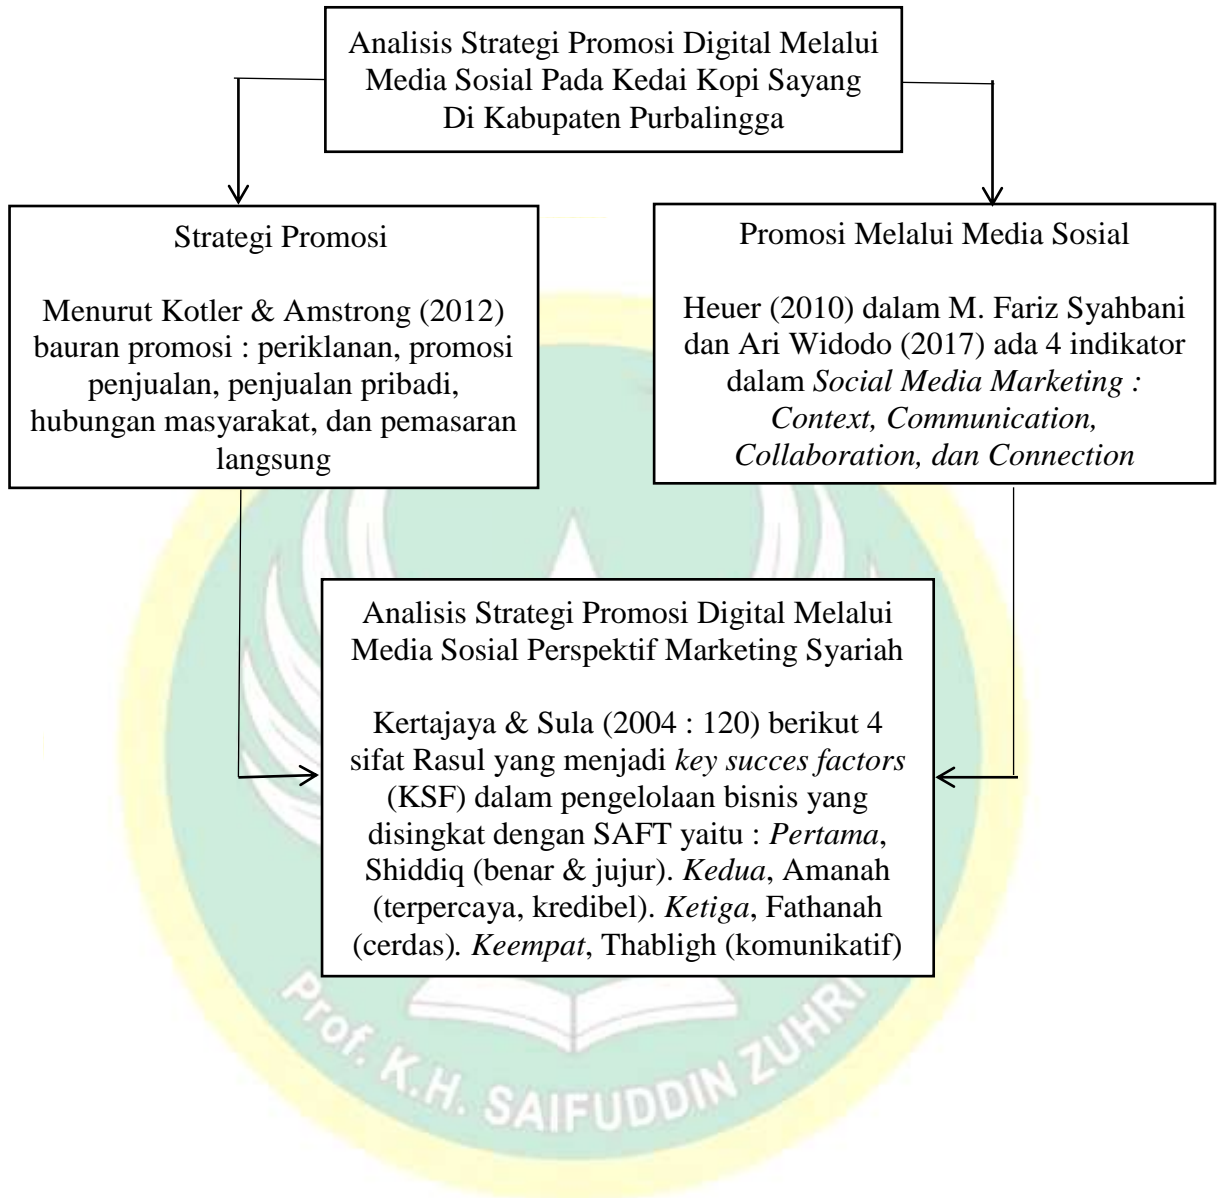 Analisis Strategi Promosi Digital Melalui
Media Sosial Pada Kedai Kopi Sayang
Di Kabupaten Purbalingga
Strategi Promosi
Menurut Kotler & Amstrong (2012)
bauran promosi : periklanan, promosi
penjualan, penjualan pribadi,
hubungan masyarakat, dan pemasaran
langsung
Promosi Melalui Media Sosial
Heuer (2010) dalam M. Fariz Syahbani
dan Ari Widodo (2017) ada 4 indikator
dalam Social Media Marketing :
Context, Communication,
Collaboration, dan Connection
Analisis Strategi Promosi Digital Melalui
Media Sosial Perspektif Marketing Syariah
Kertajaya & Sula (2004 : 120) berikut 4
sifat Rasul yang menjadi key succes factors
(KSF) dalam pengelolaan bisnis yang
disingkat dengan SAFT yaitu : Pertama,
Shiddiq (benar & jujur). Kedua, Amanah
(terpercaya, kredibel). Ketiga, Fathanah
(cerdas). Keempat, Thabligh (komunikatif)
Prof. K.H. SAIFUDDIN ZUHRI